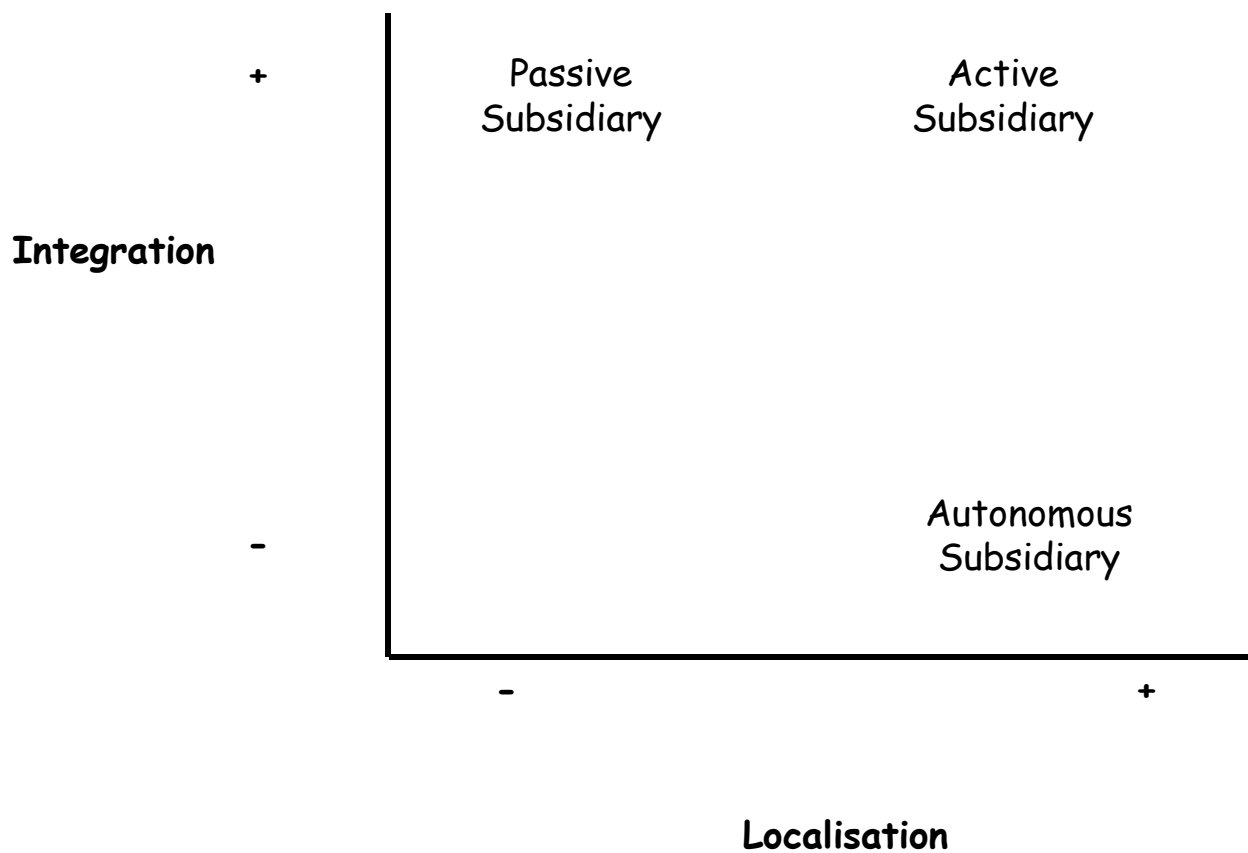 +
Passive
Subsidiary
Active
Subsidiary
Integration
-
Autonomous
Subsidiary
-
+
Localisation